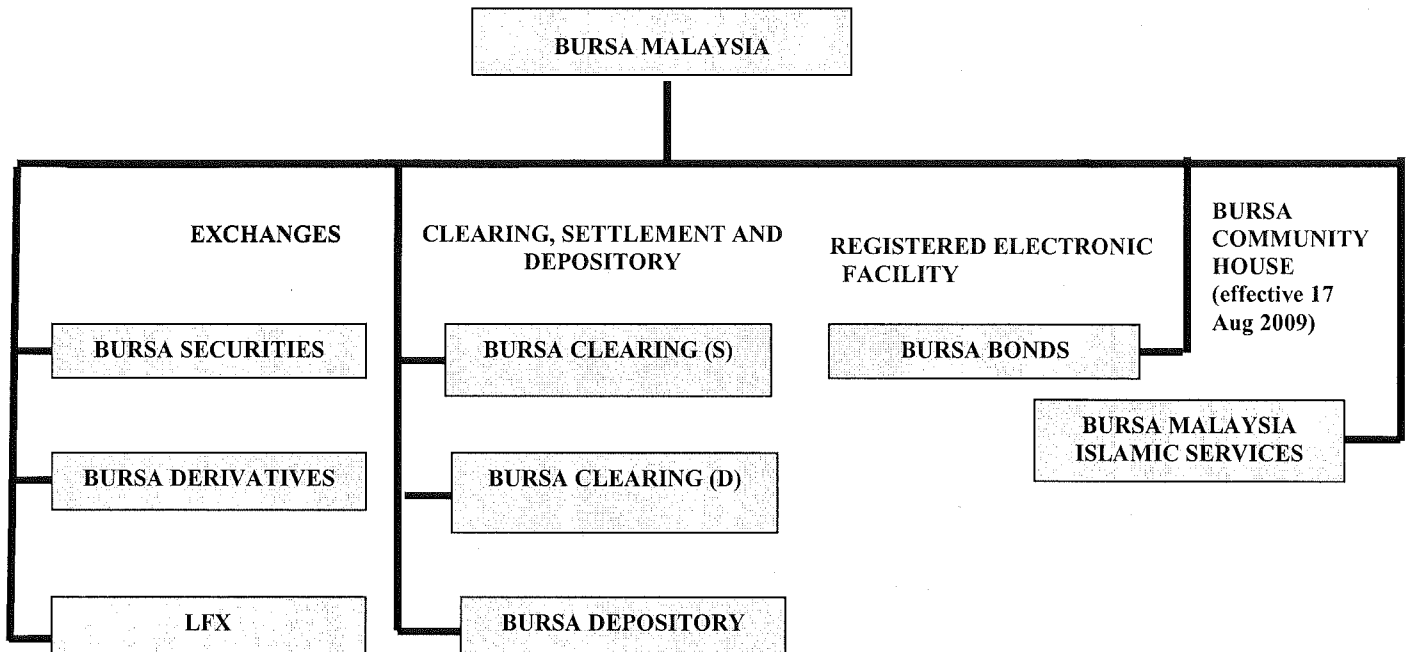 BURSA MALAYSIA
EXCHANGES
CLEARING, SETTLEMENT AND
DEPOSITORY
REGISTERED ELECTRONIC
FACILITY
BURSA
COMMUNITY
HOUSE
(effective 17
Aug 2009)
BURSA SECURITIES
BURSA CLEARING (S)
BURSA BONDS
BURSA MALAYSIA
ISLAMIC SERVICES
BURSA DERIVATIVES
BURSA CLEARING (D)
LFX
BURSA DEPOSITORY